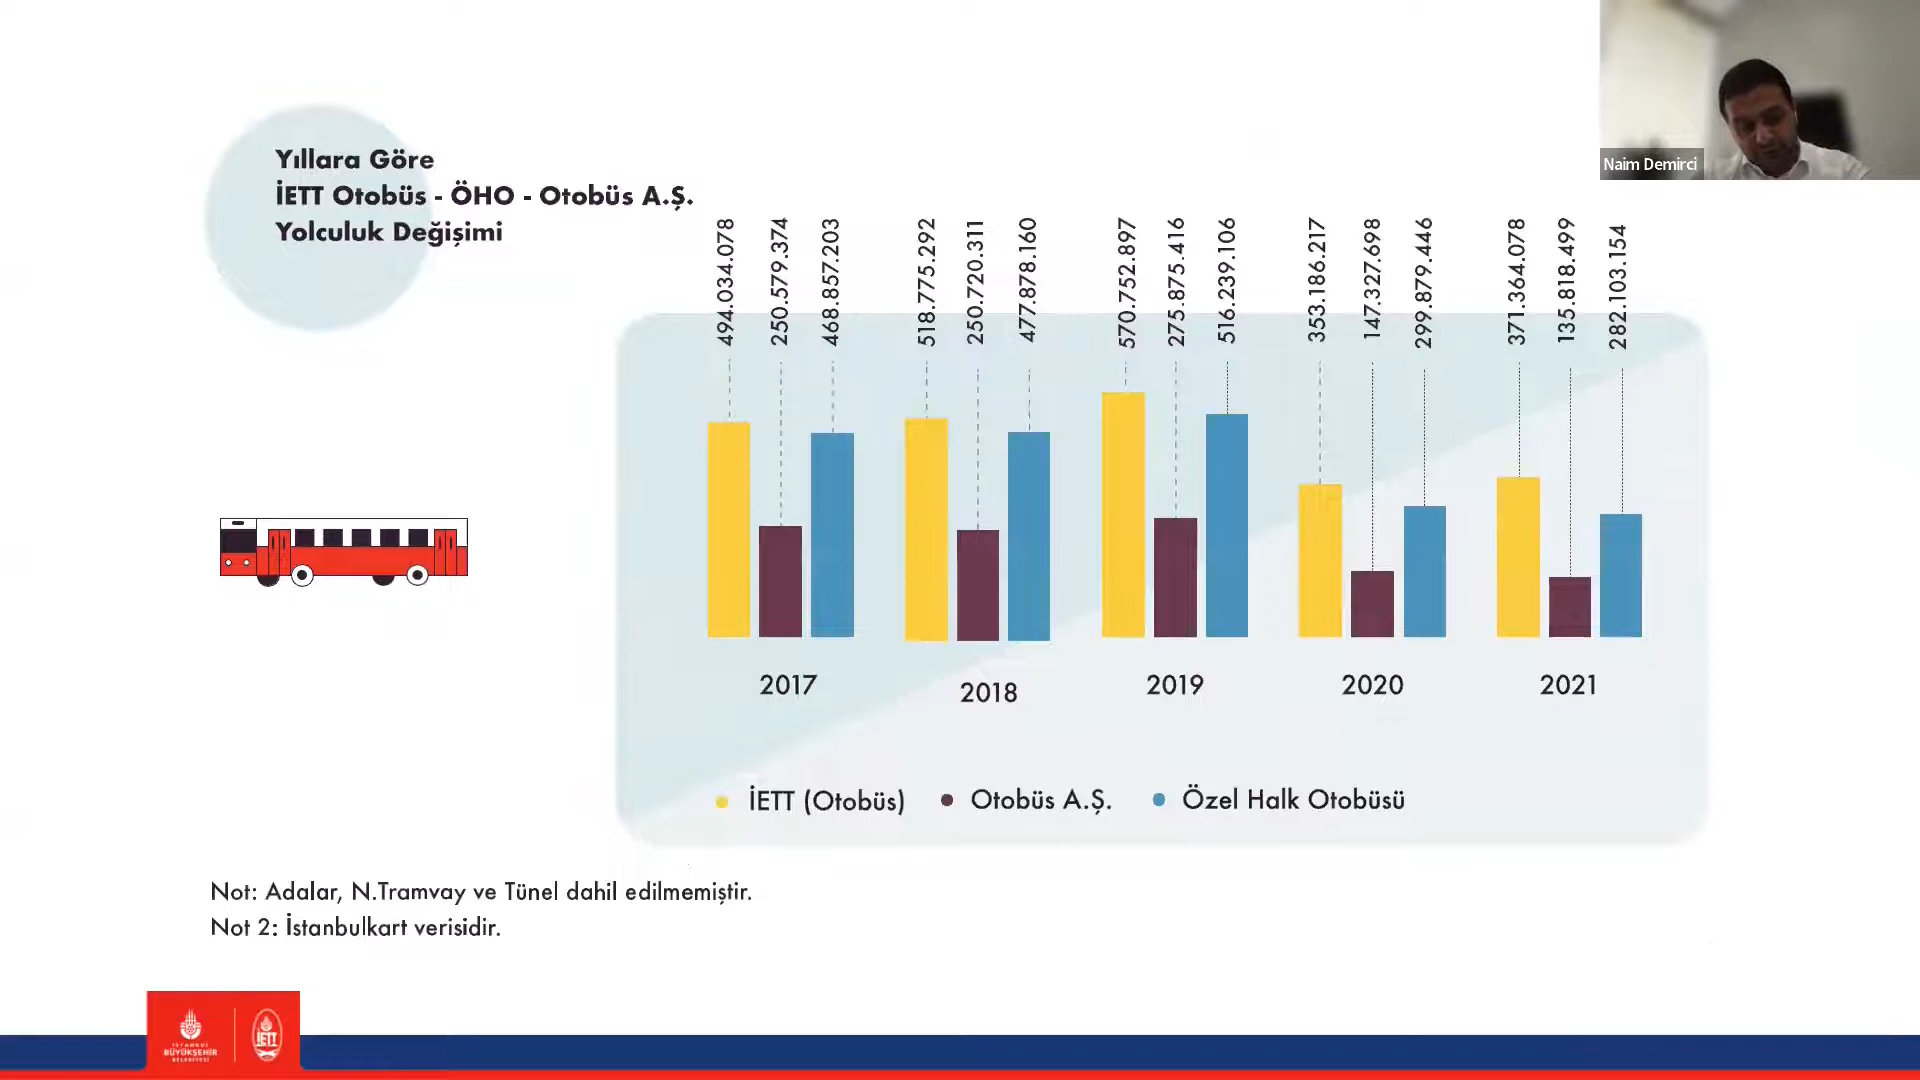 Naim Demirci
Yıllara Göre
İETT Otobüs - ÖHO - Otobüs A.Ş.
Yolculuk Değişimi
494.034.078
250.579.374
468.857.203
518.775.292
250.720.311
477.878.160
570.752.897
275.875.416
516.239.106
353.186.217
147.327.698
299.879.446
371.364.078
135.818.499
282.103.154
2017
2018
2019
2020
2021
İETT (Otobüs)
Otobüs A.Ş.
Özel Halk Otobüsü
Not: Adalar, N.Tramvay ve Tünel dahil edilmemiştir.
Not 2: İstanbulkart verisidir.
İSTANBUL
BÜYÜKŞEHİR
BELEDİYESİ
İETT